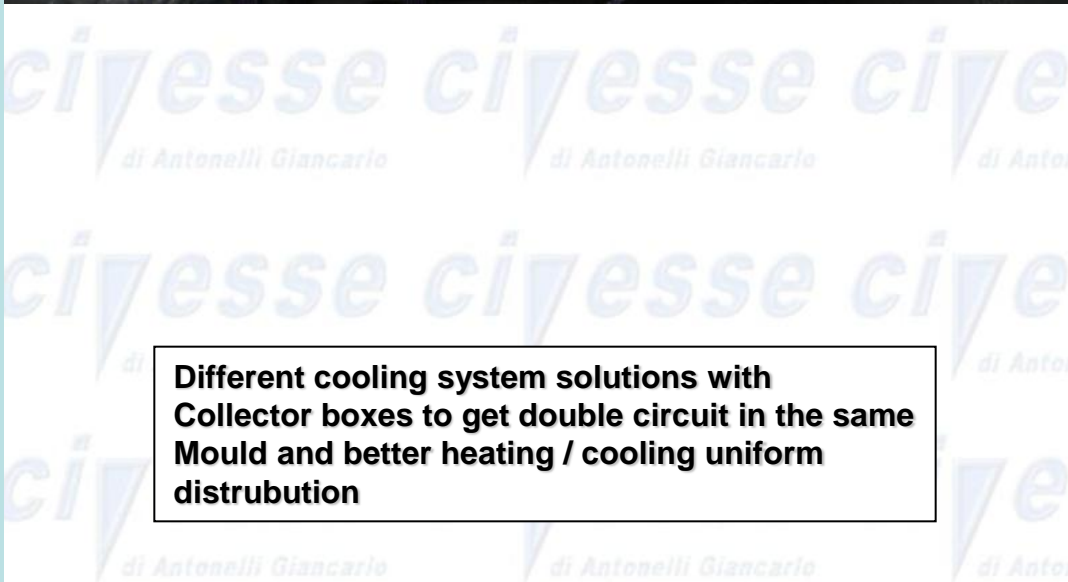 civesse civesse cive
di Antonelli Giancarlo di Antonelli Giancarlo di Anto
civesse civesse cive
di Anto
Different cooling system solutions with
Collector boxes to get double circuit in the same
Mould and better heating / cooling uniform
distrubution
di Antonelli Giancarlo di Antonelli Giancarlo di Anto